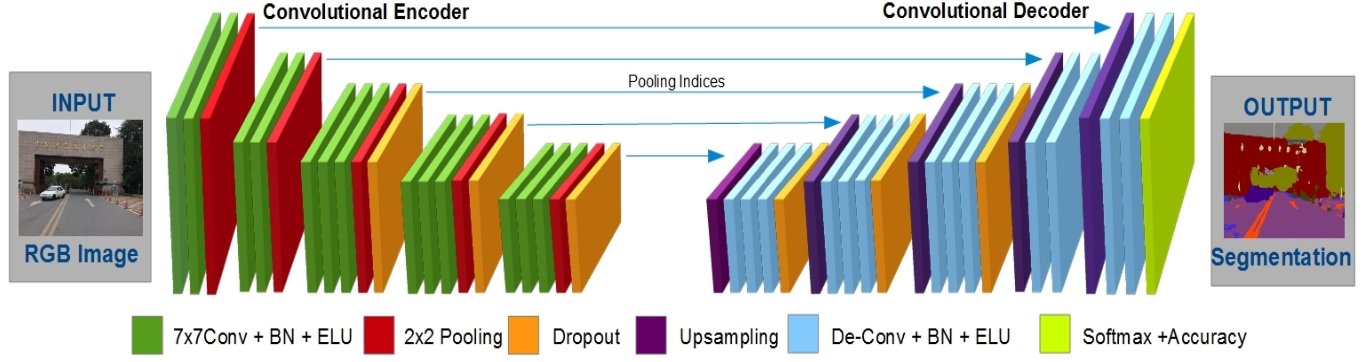 Convolutional Encoder
Convolutional Decoder
Pooling Indices
INPUT
RGB Image
OUTPUT
Segmentation
7x7Conv + BN + ELU
2x2 Pooling
Dropout
Upsampling
De-Conv + BN + ELU
Softmax +Accuracy